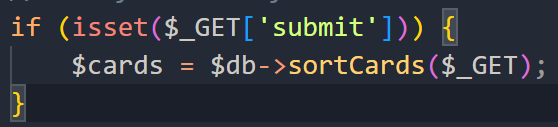 if (isset($_GET['submit'])) {
    $cards = $db->sortCards($_GET);
}